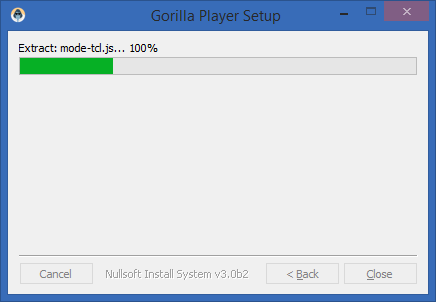 Gorilla Player Setup
Extract: mode-tcl.js... 100%
Cancel
Nullsoft Install System v3.0b2
< Back
Close